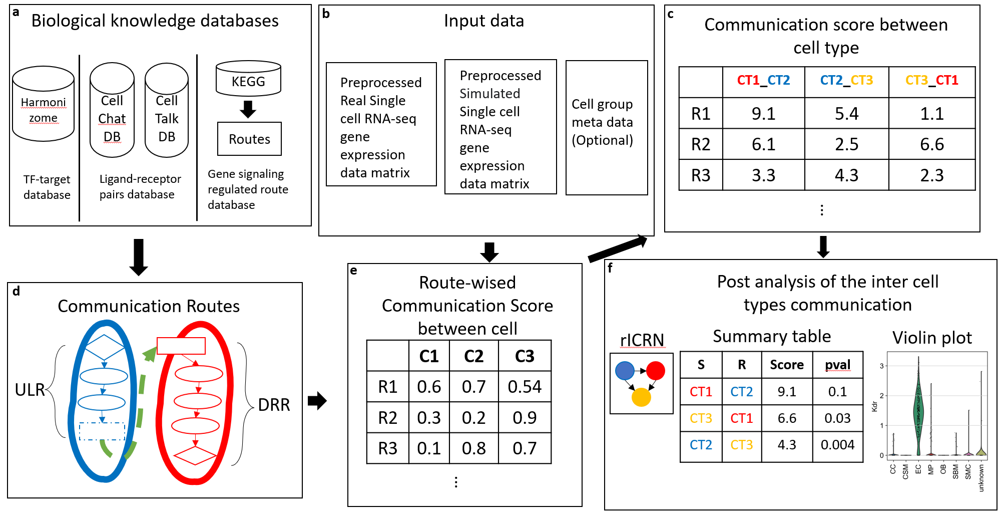 a
Biological knowledge databases
Harmoni
zome
Cell
Chat
DB
Cell
Talk
DB
KEGG
Routes
TF-target
database
Ligand-receptor
pairs database
Gene signaling
regulated route
database
b
Input data
Preprocessed
Real Single
cell RNA-seq
gene
expression
data matrix
Preprocessed
Simulated
Single cell
RNA-seq
gene
expression
data matrix
Cell group
meta data
(Optional)
c
Communication score between
cell type
CT1_CT2 CT2_CT3 CT3_CT1
R1 9.1 5.4 1.1
R2 6.1 2.5 6.6
R3 3.3 4.3 2.3
⋮
d
Communication Routes
ULR
DRR
e
Route-wised
Communication Score
between cell
C1 C2 C3
R1 0.6 0.7 0.54
R2 0.3 0.2 0.9
R3 0.1 0.8 0.7
⋮
f
Post analysis of the inter cell
types communication
rICRN
Summary table
S R Score pval
CT1 CT2 9.1 0.1
CT3 CT1 6.6 0.03
CT2 CT3 4.3 0.004
Violin plot
Kdr
3
2
1
0
CC
CSM
EC
MP
OB
SBM
SMC
unknown